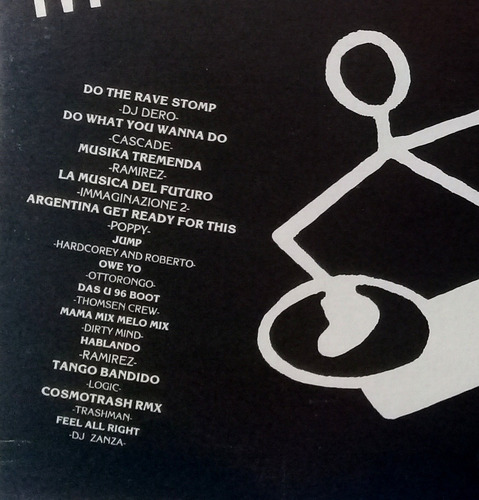 DO THE RAVE STOMP
-DJ DERO-
DO WHAT YOU WANNA DO
-CASCADE-
MUSIKA TREMENDA
-RAMIREZ-
LA MUSICA DEL FUTURO
-IMMAGINAZIONE 2-
ARGENTINA GET READY FOR THIS
-POPPY-
JUMP
-HARDCOREY AND ROBERTO-
OWE YO
-OTTORONGO-
DAS U 96 BOOT
-THOMSEN CREW-
MAMA MIX MELO MIX
-DIRTY MIND-
HABLANDO
-RAMIREZ-
TANGO BANDIDO
-LOGIC-
COSMOTRASH RMX
-TRASHMAN-
FEEL ALL RIGHT
-DJ ZANZA-